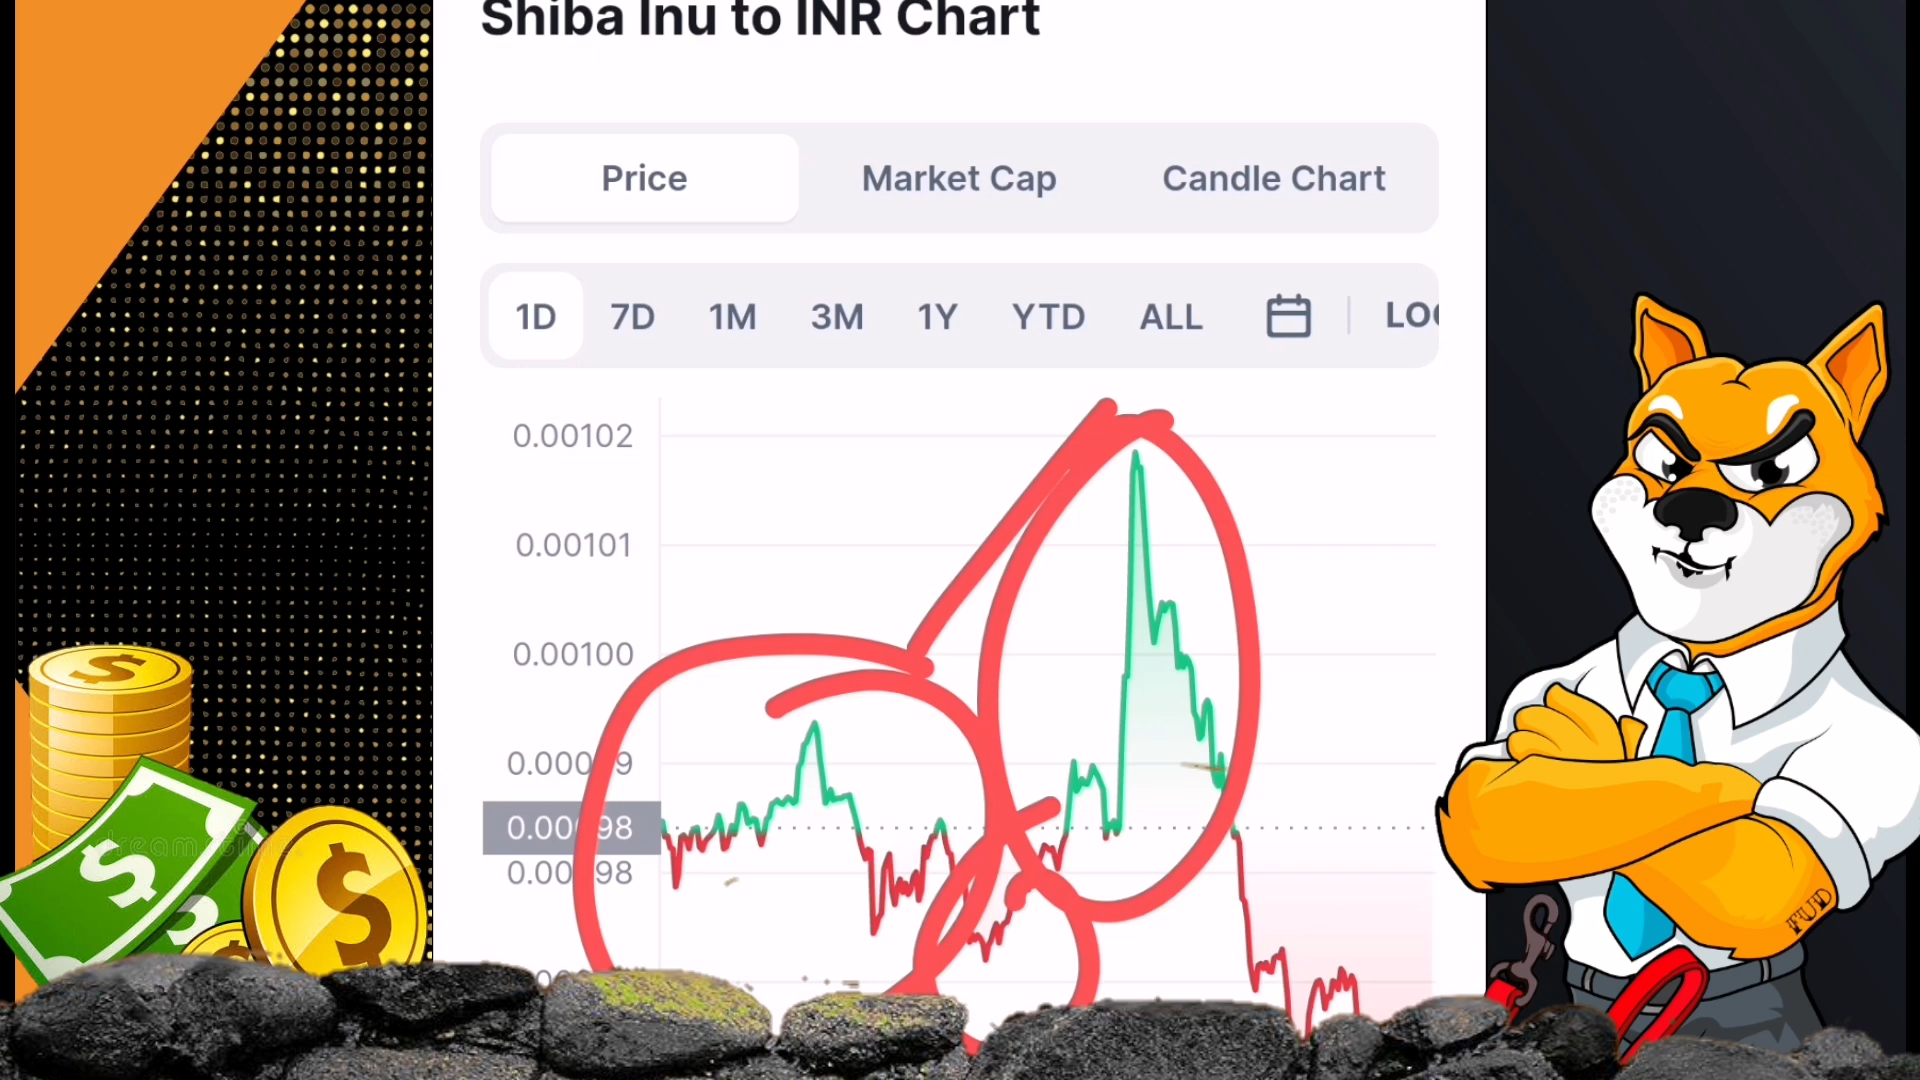 Shiba Inu to INR Chart
Price Market Cap Candle Chart
1D 7D 1M 3M 1Y YTD ALL
0.00102
0.00101
0.00100
FUD